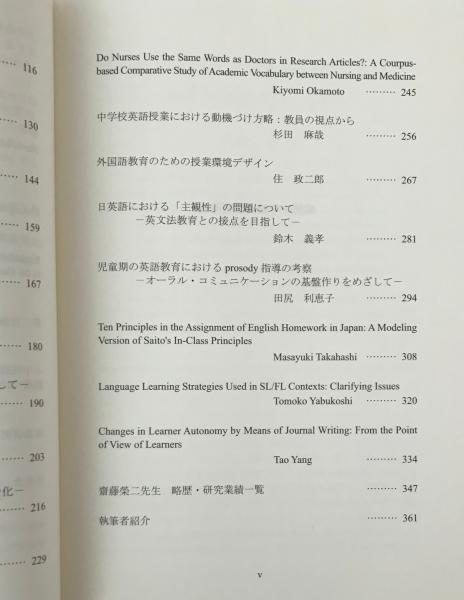 116
130
144
159
167
180
して－
190
203
化－
216
229
Do Nurses Use the Same Words as Doctors in Research Articles?: A Courpus-
based Comparative Study of Academic Vocabulary between Nursing and Medicine
Kiyomi Okamoto ········· 245
中学校英語授業における動機づけ方略：教員の視点から
杉田　麻哉 ········· 256
外国語教育のための授業環境デザイン
住　政二郎 ········· 267
日英語における「主観性」の問題について
－英文法教育との接点を目指して－
鈴木　義孝 ········· 281
児童期の英語教育におけるprosody指導の考察
－オーラル・コミュニケーションの基盤作りをめざして－
田尻　利恵子 ········· 294
Ten Principles in the Assignment of English Homework in Japan: A Modeling
Version of Saito's In-Class Principles
Masayuki Takahashi ········· 308
Language Learning Strategies Used in SL/FL Contexts: Clarifying Issues
Tomoko Yabukoshi ········· 320
Changes in Learner Autonomy by Means of Journal Writing: From the Point
of View of Learners
Tao Yang ········· 334
齋藤榮二先生　略歴・研究業績一覧 ········· 347
執筆者紹介 ········· 361
v